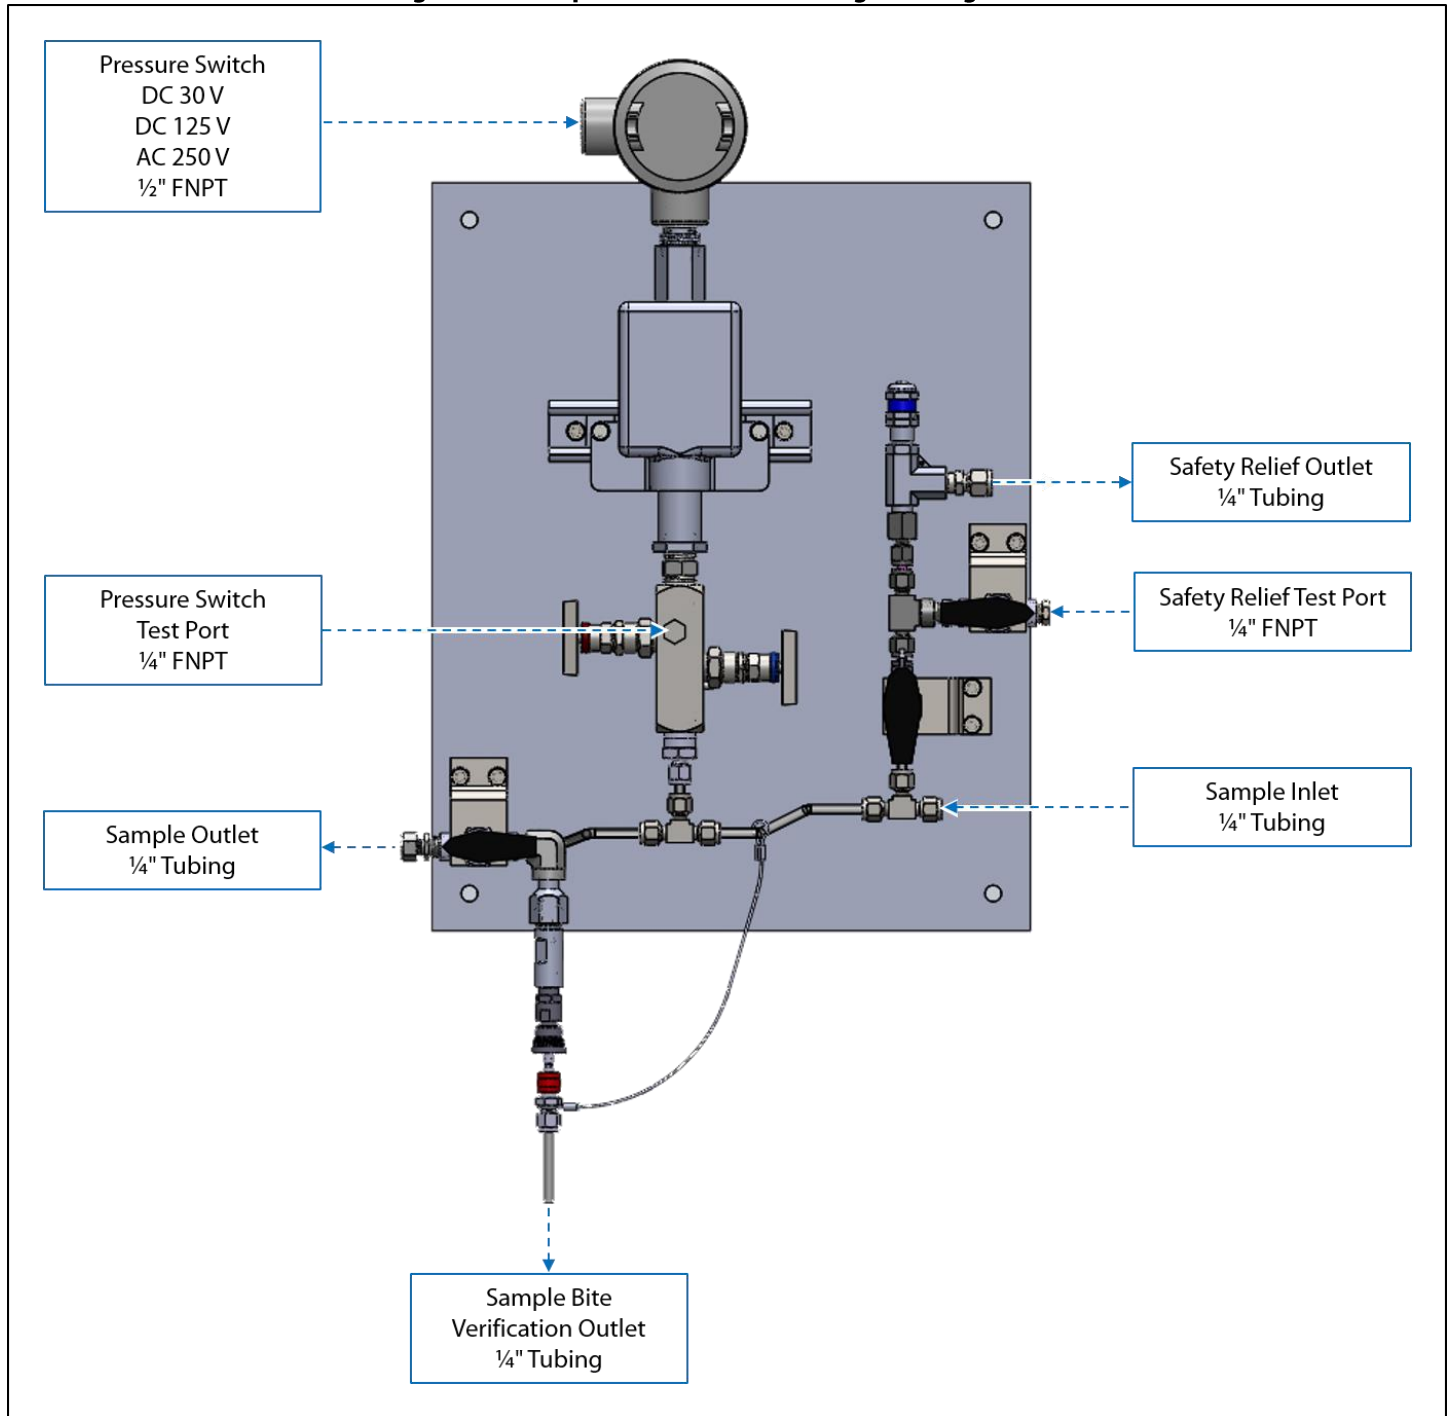 Pressure Switch
DC 30 V
DC 125 V
AC 250 V
½" FNPT
Safety Relief Outlet
¼" Tubing
Pressure Switch
Test Port
¼" FNPT
Safety Relief Test Port
¼" FNPT
Sample Inlet
¼" Tubing
Sample Outlet
¼" Tubing
Sample Bite
Verification Outlet
¼" Tubing